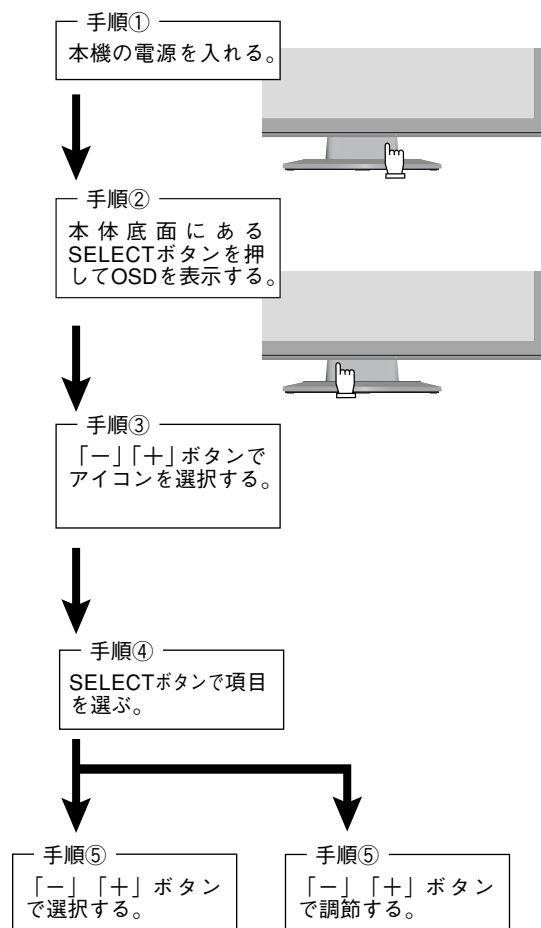 手順①
本機の電源を入れる。
手順②
本体底面にある
SELECTボタンを押
してOSDを表示する。
手順③
「－」「＋」ボタンで
アイコンを選択する。
手順④
SELECTボタンで項目
を選ぶ。
手順⑤
「－」「＋」ボタン
で選択する。
手順⑤
「－」「＋」ボタン
で調節する。